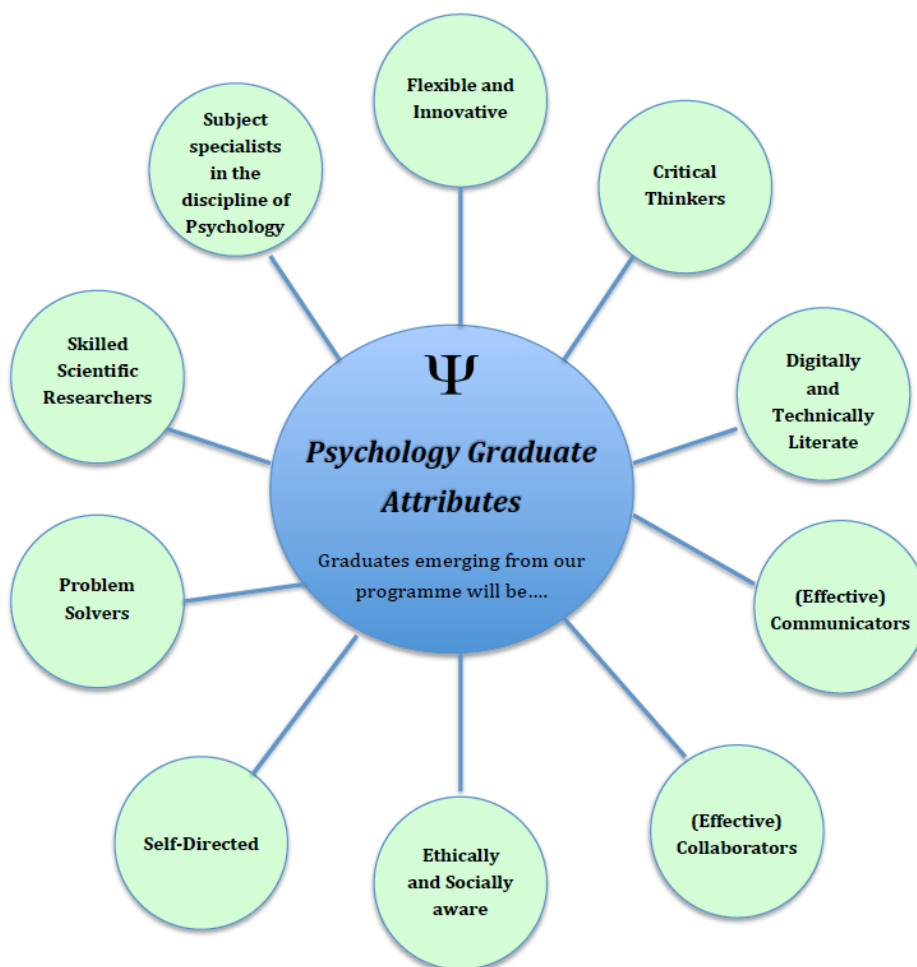 Flexible and
Innovative
Subject
specialists
in the
discipline of
Psychology
Critical
Thinkers
Skilled
Scientific
Researchers
Digitally
and
Technically
Literate
Ψ
Psychology Graduate
Attributes
Graduates emerging from our
programme will be....
Problem
Solvers
(Effective)
Communicators
Self-Directed
Ethically
and Socially
aware
(Effective)
Collaborators